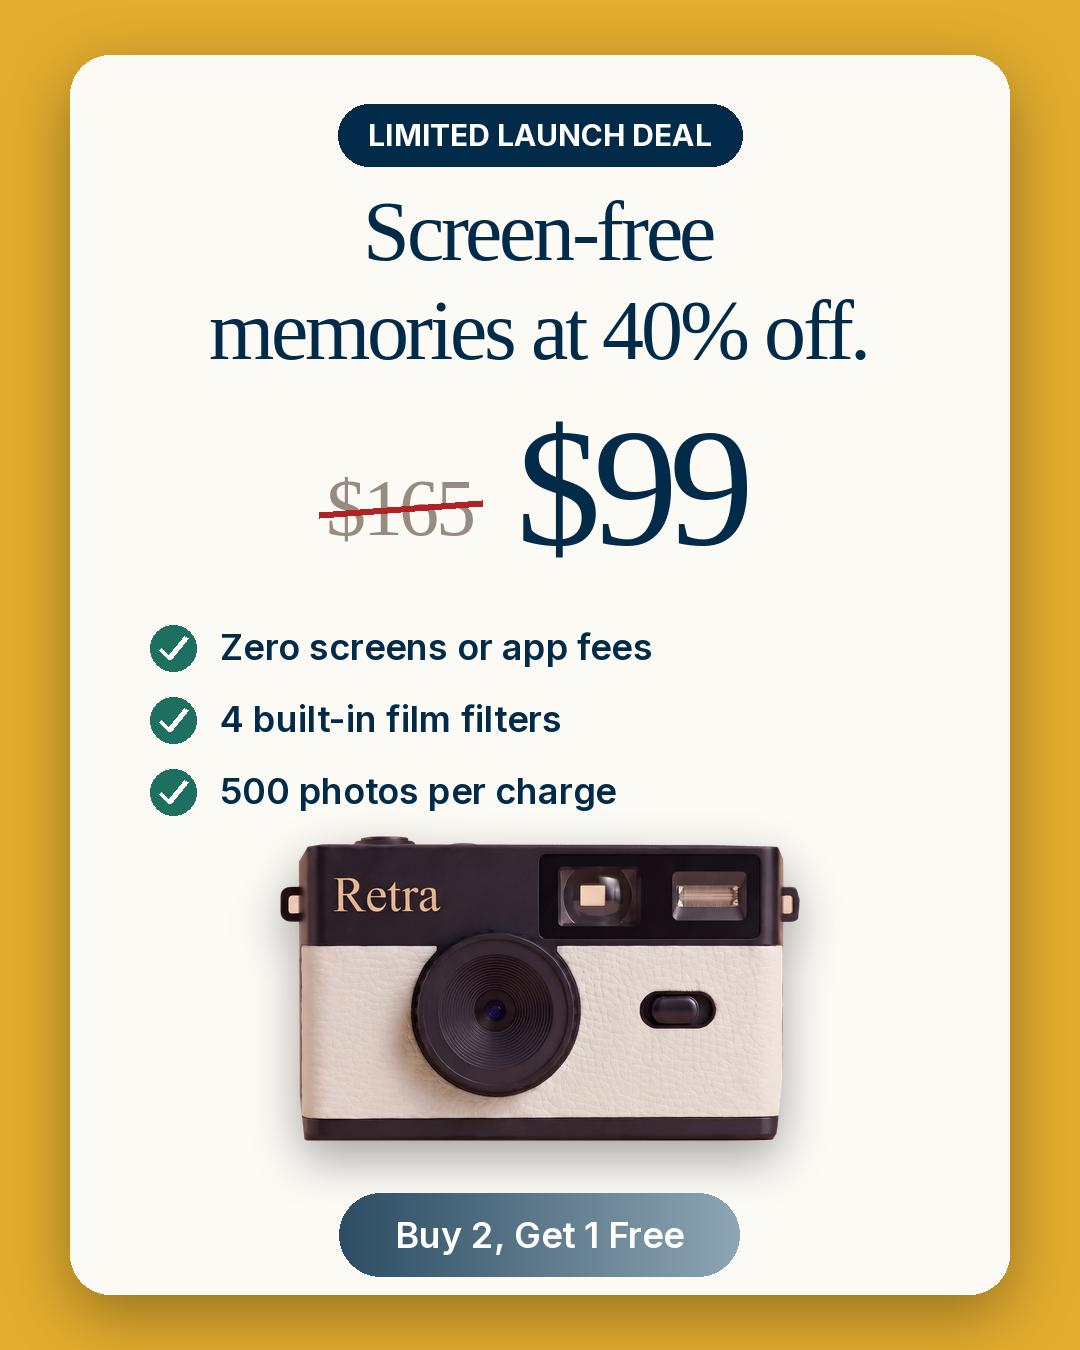 LIMITED LAUNCH DEAL
Screen-free
memories at 40% off.
$165 $99
Zero screens or app fees
4 built-in film filters
500 photos per charge
Retra
Buy 2, Get 1 Free